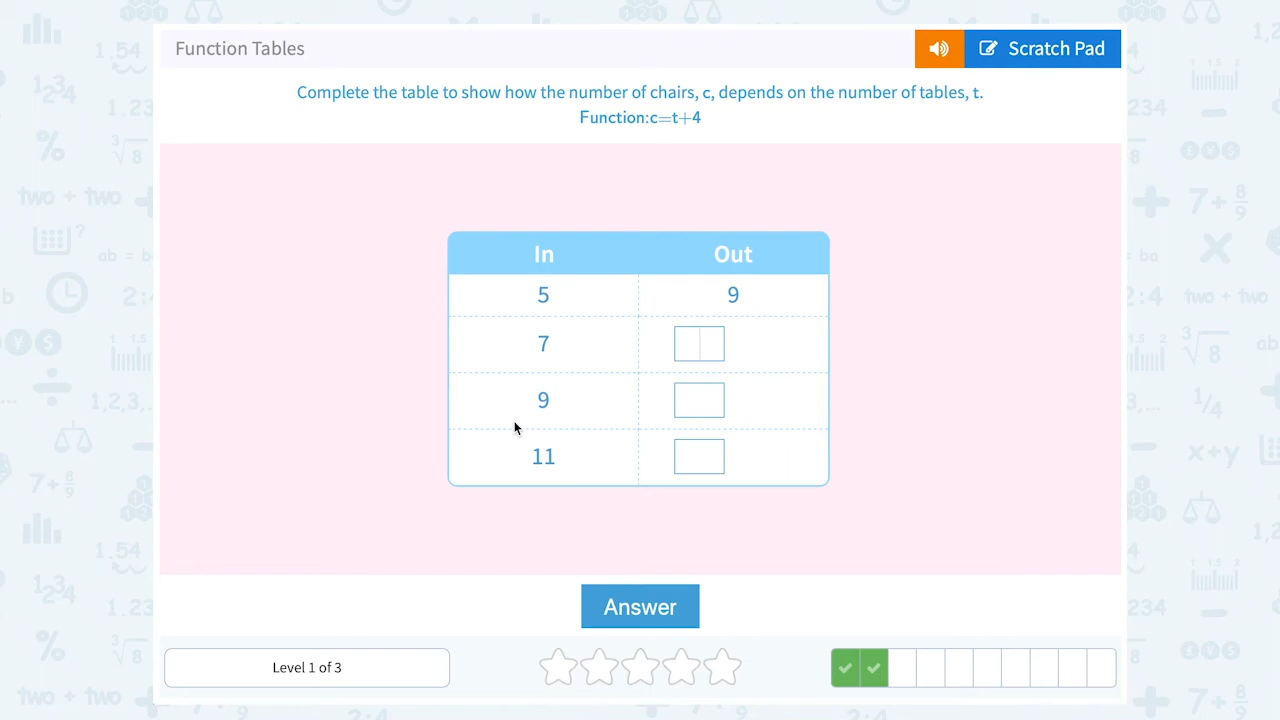 Function Tables
Scratch Pad
Complete the table to show how the number of chairs, c, depends on the number of tables, t.
Function:c=t+4
In Out
5 9
7
9
11
Answer
Level 1 of 3